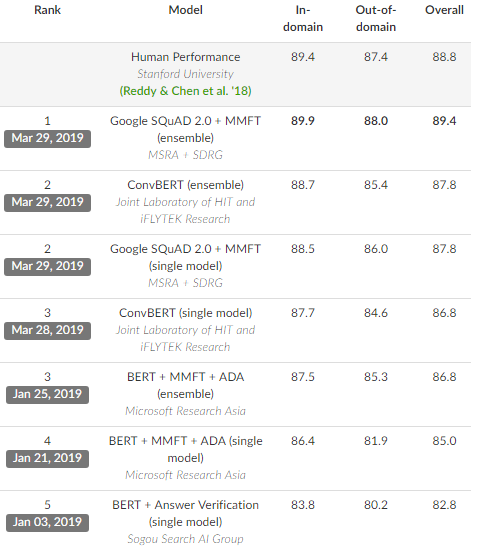 Rank Model In- Out-of- Overall
domain domain
Human Performance 89.4 87.4 88.8
Stanford University
(Reddy & Chen et al. '18)
1 Google SQuAD 2.0 + MMFT 89.9 88.0 89.4
Mar 29, 2019 (ensemble)
MSRA + SDRG
2 ConvBERT (ensemble) 88.7 85.4 87.8
Mar 29, 2019 Joint Laboratory of HIT and
iFLYTEK Research
2 Google SQuAD 2.0 + MMFT 88.5 86.0 87.8
Mar 29, 2019 (single model)
MSRA + SDRG
3 ConvBERT (single model) 87.7 84.6 86.8
Mar 28, 2019 Joint Laboratory of HIT and
iFLYTEK Research
3 BERT + MMFT + ADA 87.5 85.3 86.8
Jan 25, 2019 (ensemble)
Microsoft Research Asia
4 BERT + MMFT + ADA (single 86.4 81.9 85.0
Jan 21, 2019 model)
Microsoft Research Asia
5 BERT + Answer Verification 83.8 80.2 82.8
Jan 03, 2019 (single model)
Sogou Search AI Group